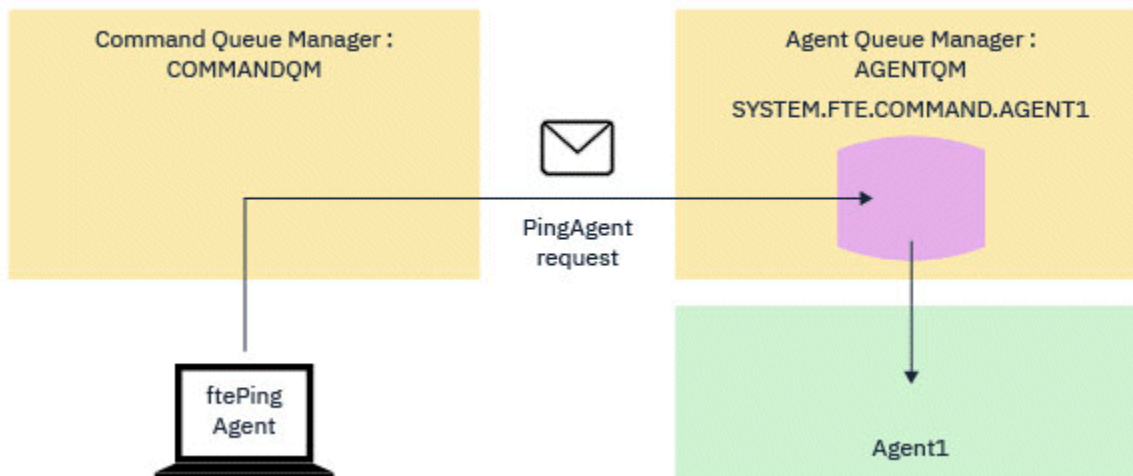 Command Queue Manager :
COMMANDQM
Agent Queue Manager :
AGENTQM
SYSTEM.FTE.COMMAND.AGENT1
PingAgent
request
ftePing
Agent
Agent1